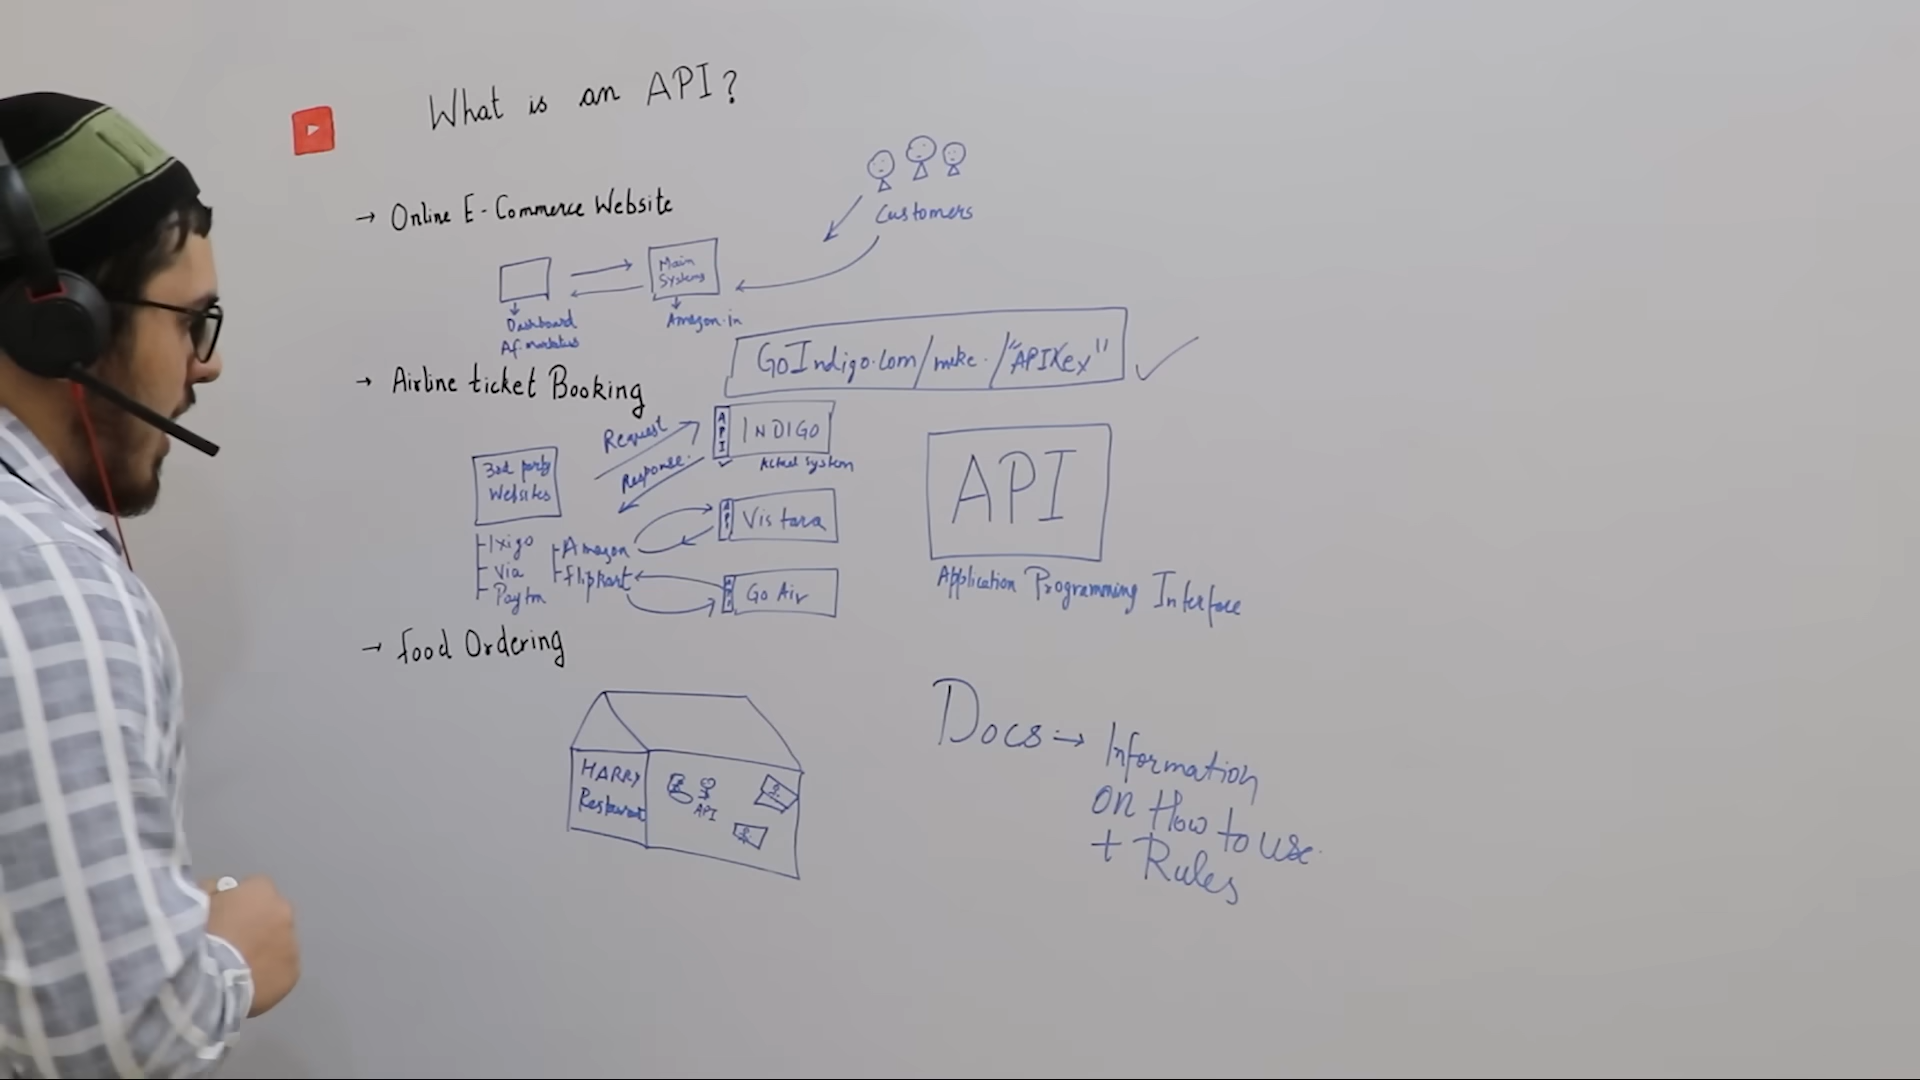 What is an API?
→ Online E-Commerce Website
Customers
Main
Systems
Dashboard
Amazon.in
→ Airline ticket Booking
GoIndigo.com/make./"APIKey"
Request
Response.
API
INDIGO
Actual System
3rd party
Websites
Ixigo
Via
Paytm
Amazon
Flipkart
API
Vistara
API
Go Air
API
Application Programming Interface
→ Food Ordering
HARRY
Restaurant
API
Docs → Information
On How to use
+ Rules